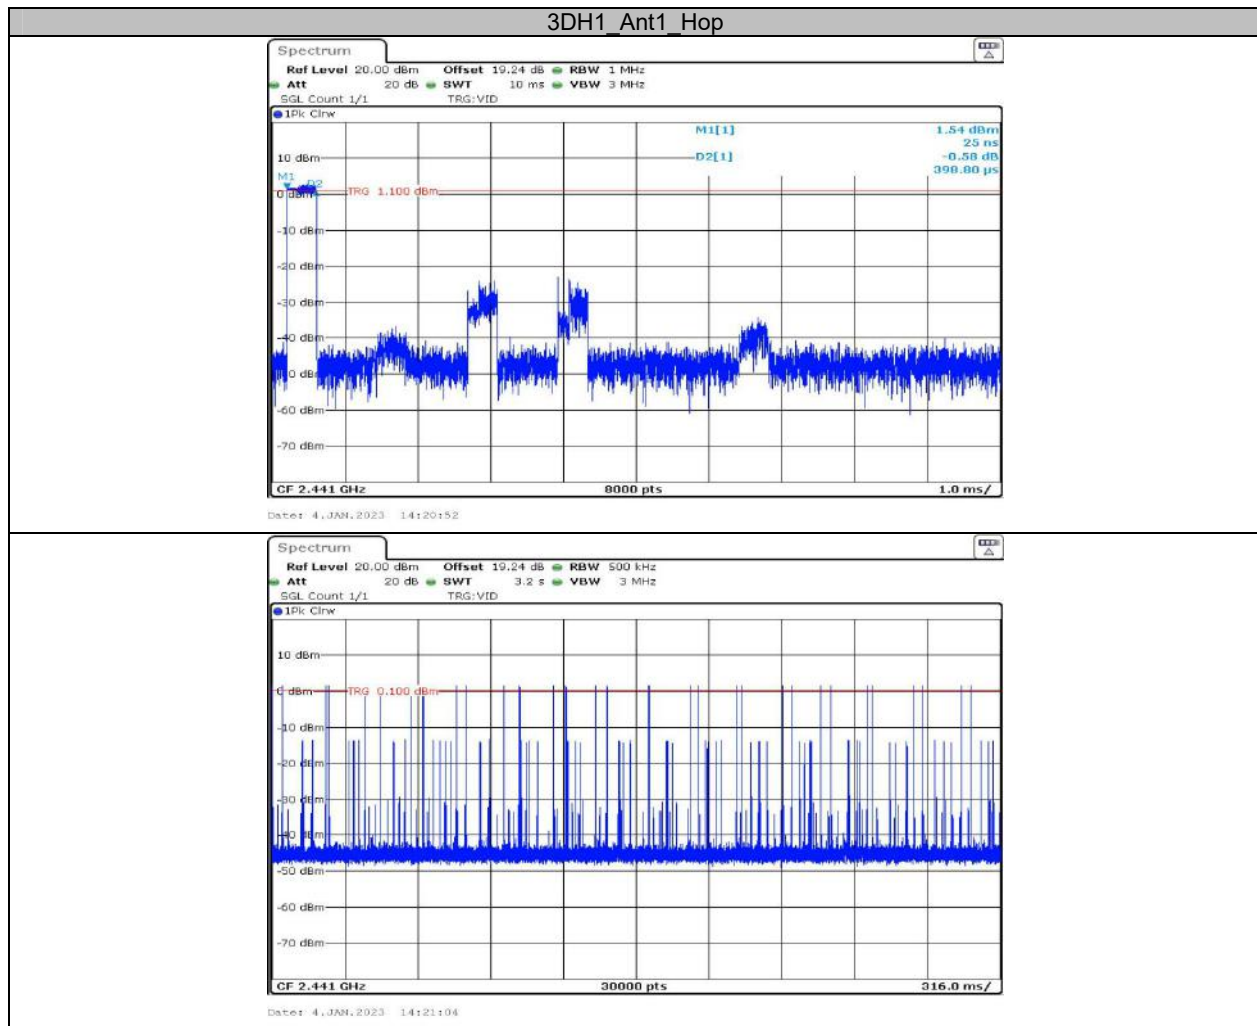 3DH1_Ant1_Hop
Spectrum
Ref Level 20.00 dBm Offset 19.24 dB RBW 1 MHz
Att 20 dB SWT 10 ms VBW 3 MHz
SGL Count 1/1 TRG:VID
1Pk Clrw
M1[1] 1.54 dBm
25 ns
D2[1] -0.58 dB
398.80 µs
10 dBm
M1
D2
0 dBm
TRG 1.100 dBm
-10 dBm
-20 dBm
-30 dBm
-40 dBm
-60 dBm
-70 dBm
CF 2.441 GHz 8000 pts 1.0 ms/
Date: 4.JAN.2023 14:20:52
Spectrum
Ref Level 20.00 dBm Offset 19.24 dB RBW 500 kHz
Att 20 dB SWT 3.2 s VBW 3 MHz
SGL Count 1/1 TRG:VID
1Pk Clrw
10 dBm
0 dBm
TRG 0.100 dBm
-10 dBm
-20 dBm
-30 dBm
-40 dBm
-50 dBm
-60 dBm
-70 dBm
CF 2.441 GHz 30000 pts 316.0 ms/
Date: 4.JAN.2023 14:21:04